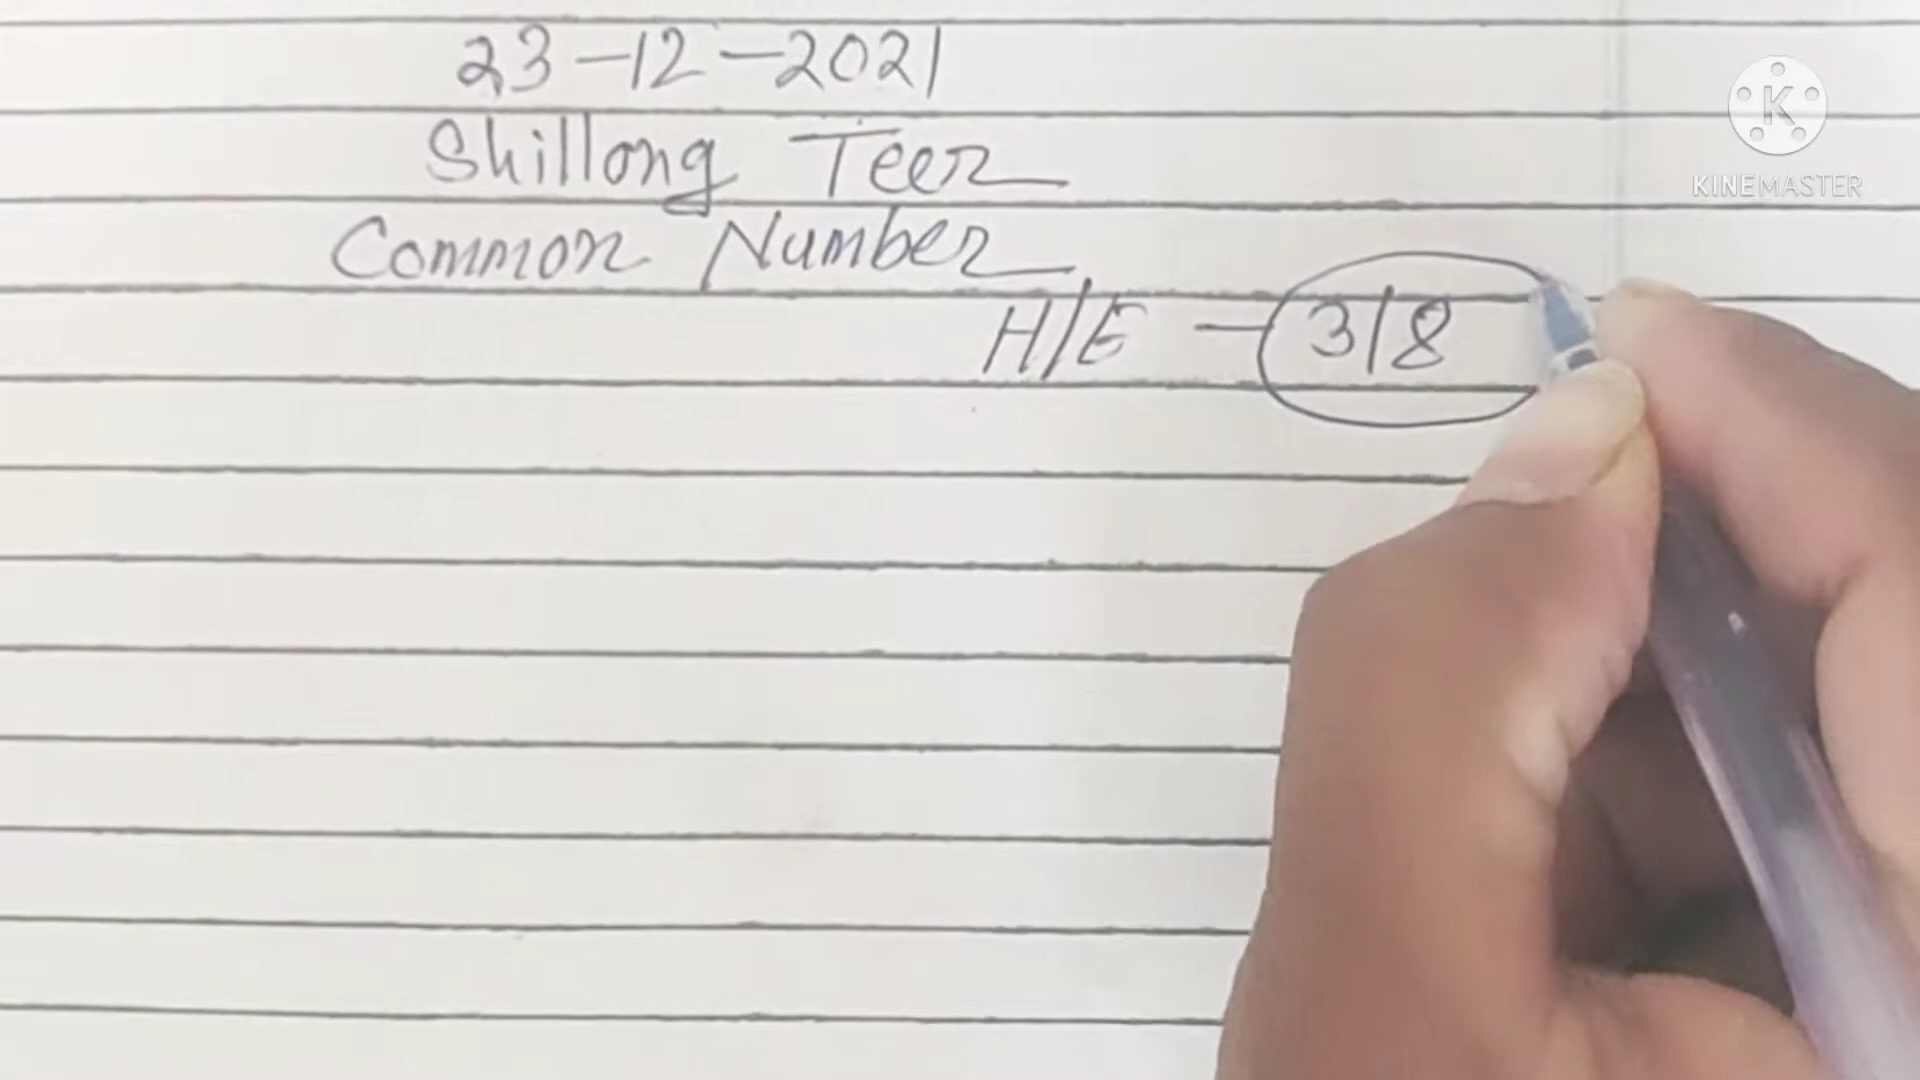 23-12-2021
Shillong Teer
Common Number
H/E - 3/8
K
KINEMASTER